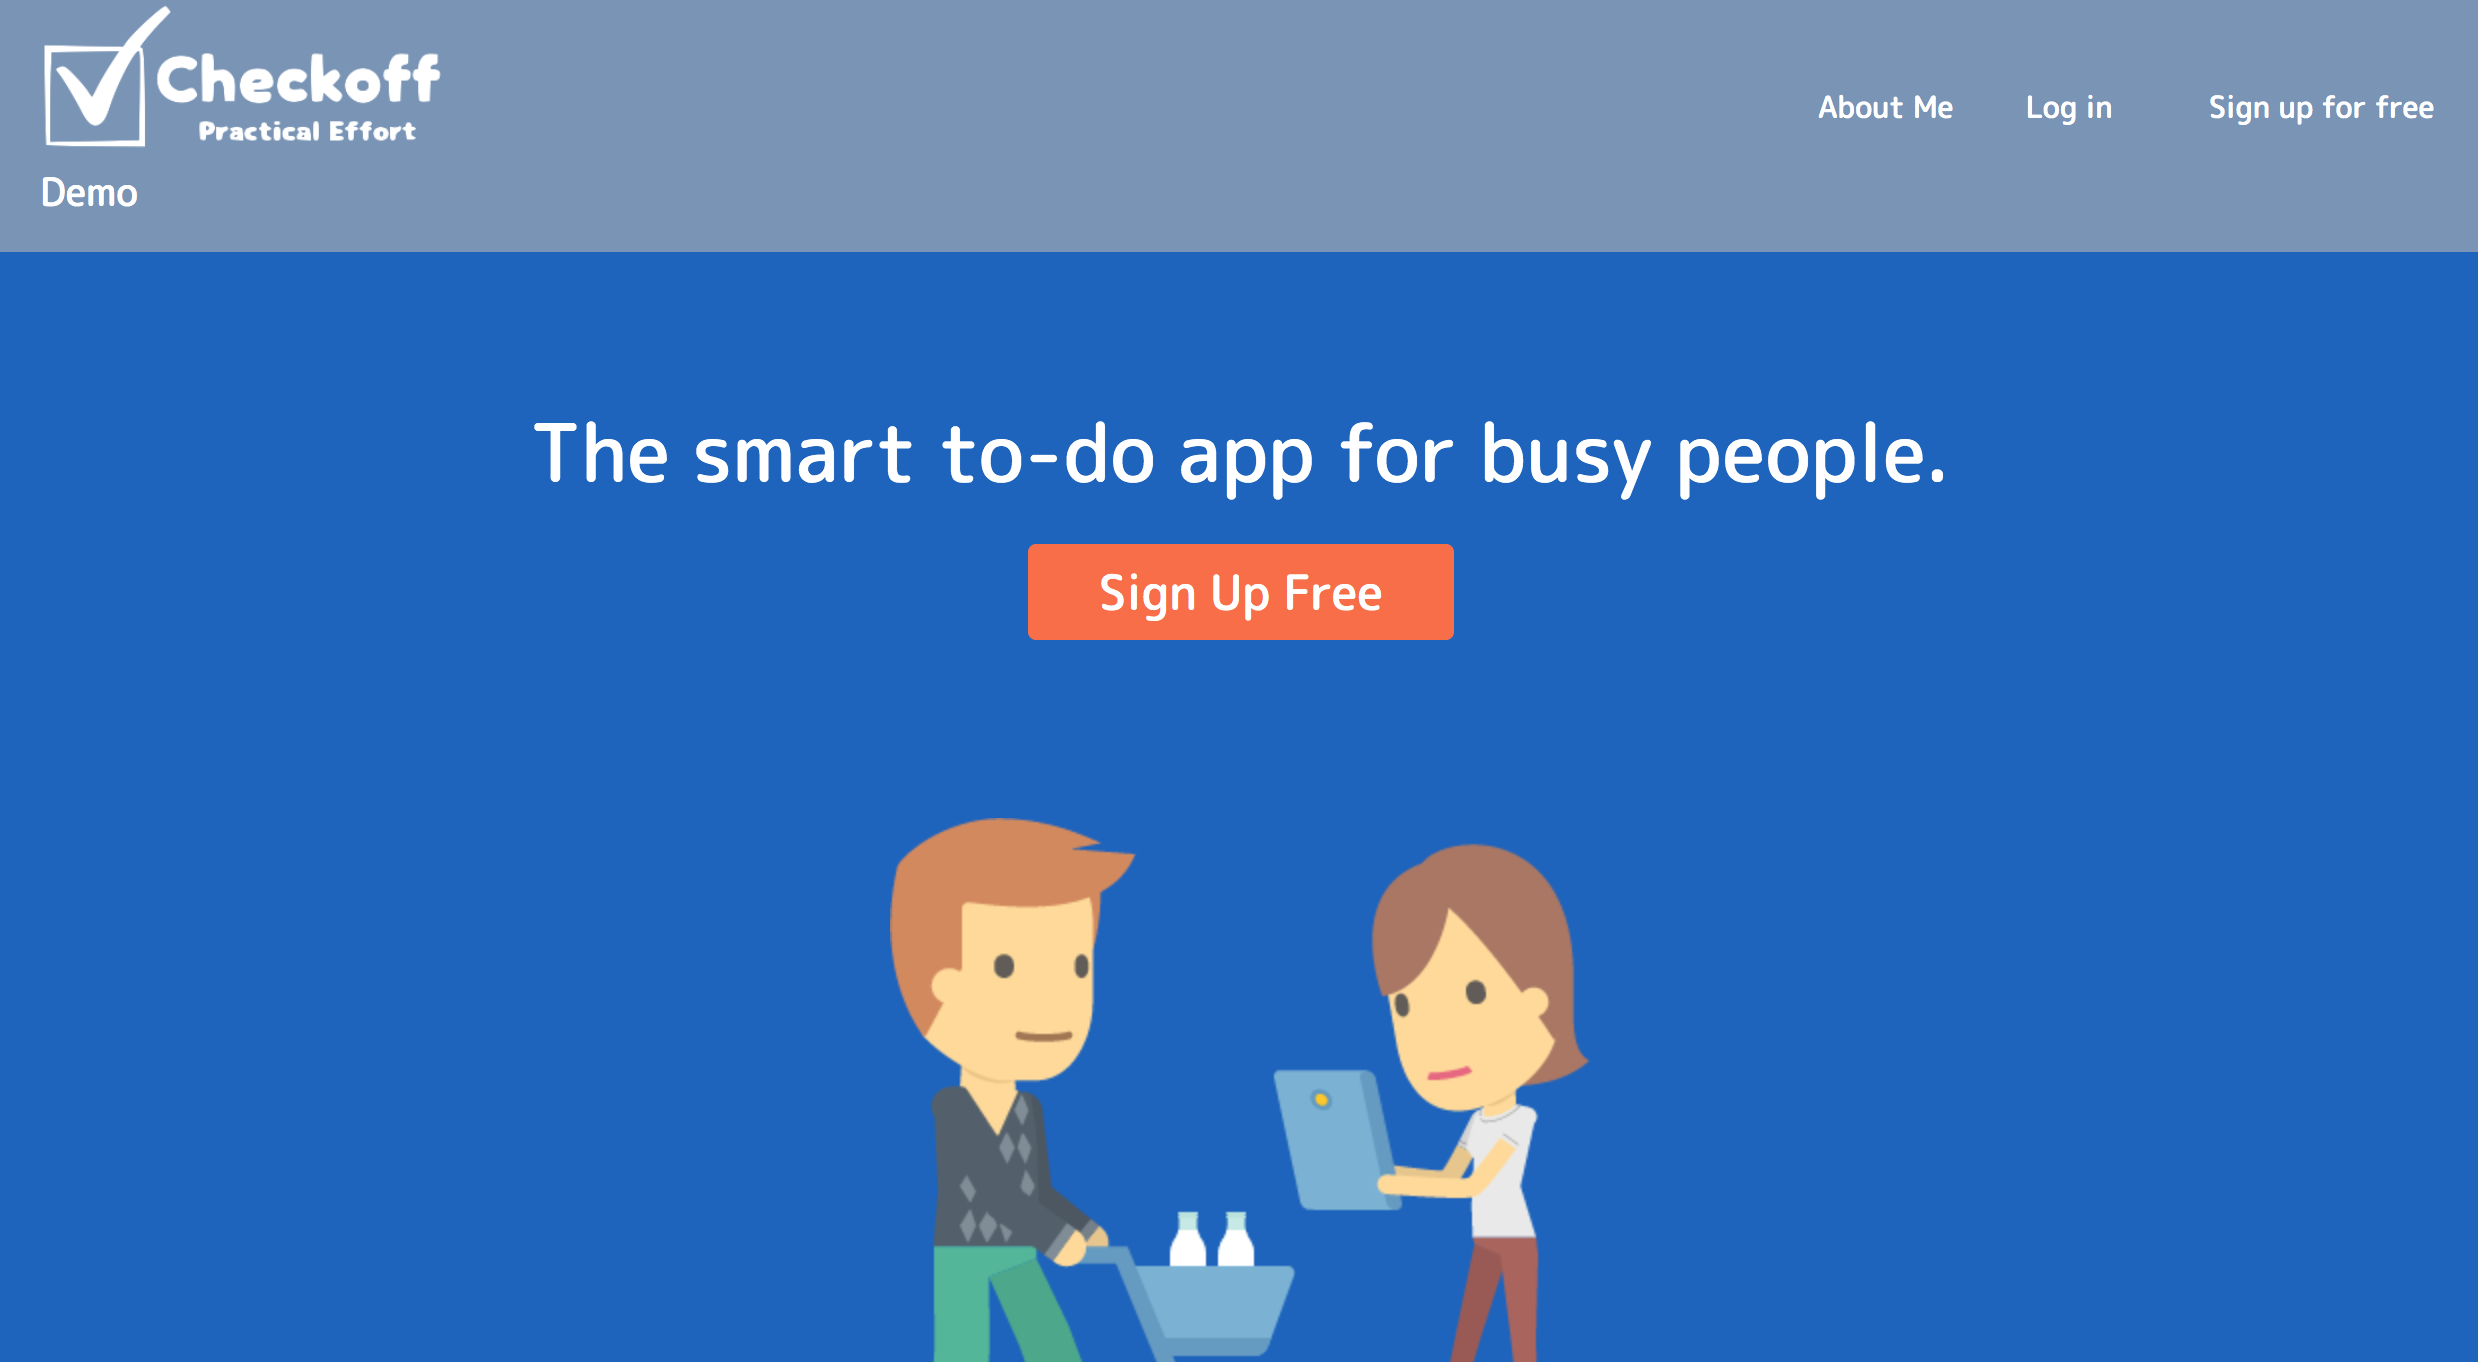 Checkoff
Practical Effort
Demo
About Me Log in Sign up for free
The smart to-do app for busy people.
Sign Up Free